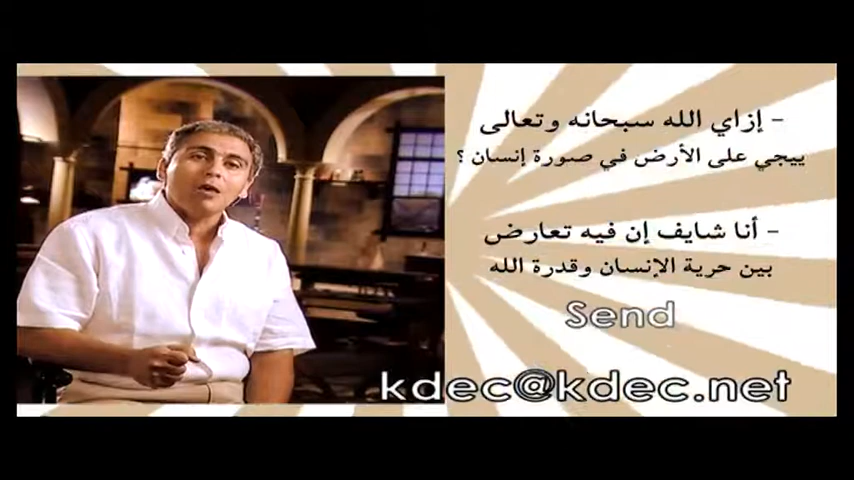 - إزاي الله سبحانه وتعالى
ييجي على الأرض في صورة إنسان ؟
- أنا شايف إن فيه تعارض
بين حرية الإنسان وقدرة الله
Send
kdec@kdec.net